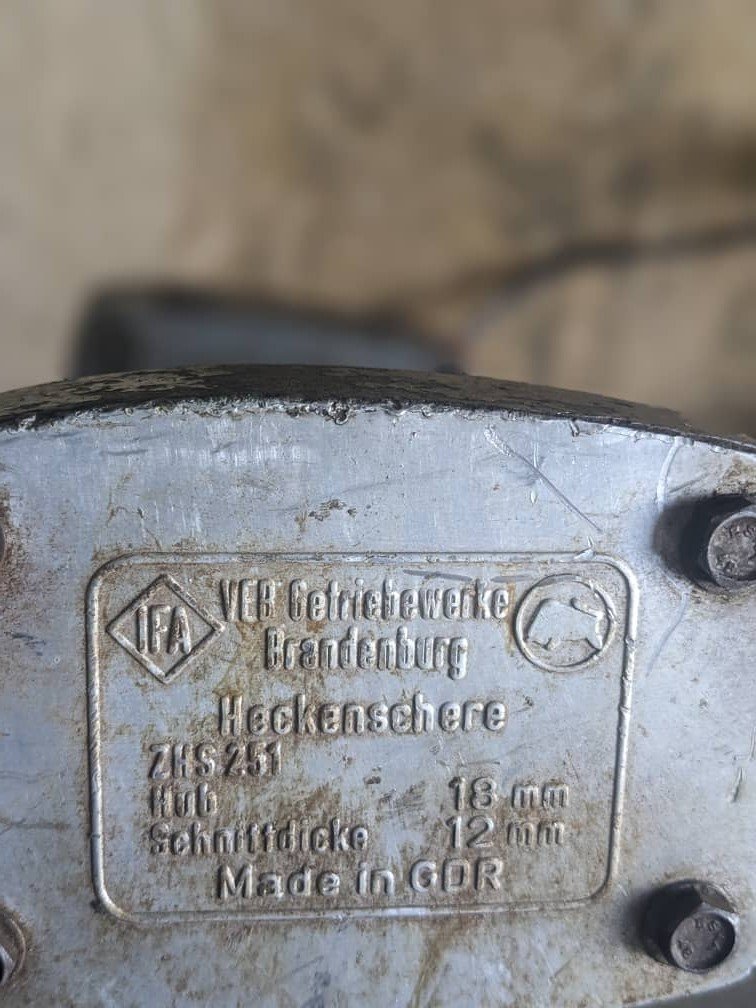 IFA
VEB Getriebewerke
Brandenburg
Heckenschere
ZHS 251
Hub 18 mm
Schnittdicke 12 mm
Made in GDR